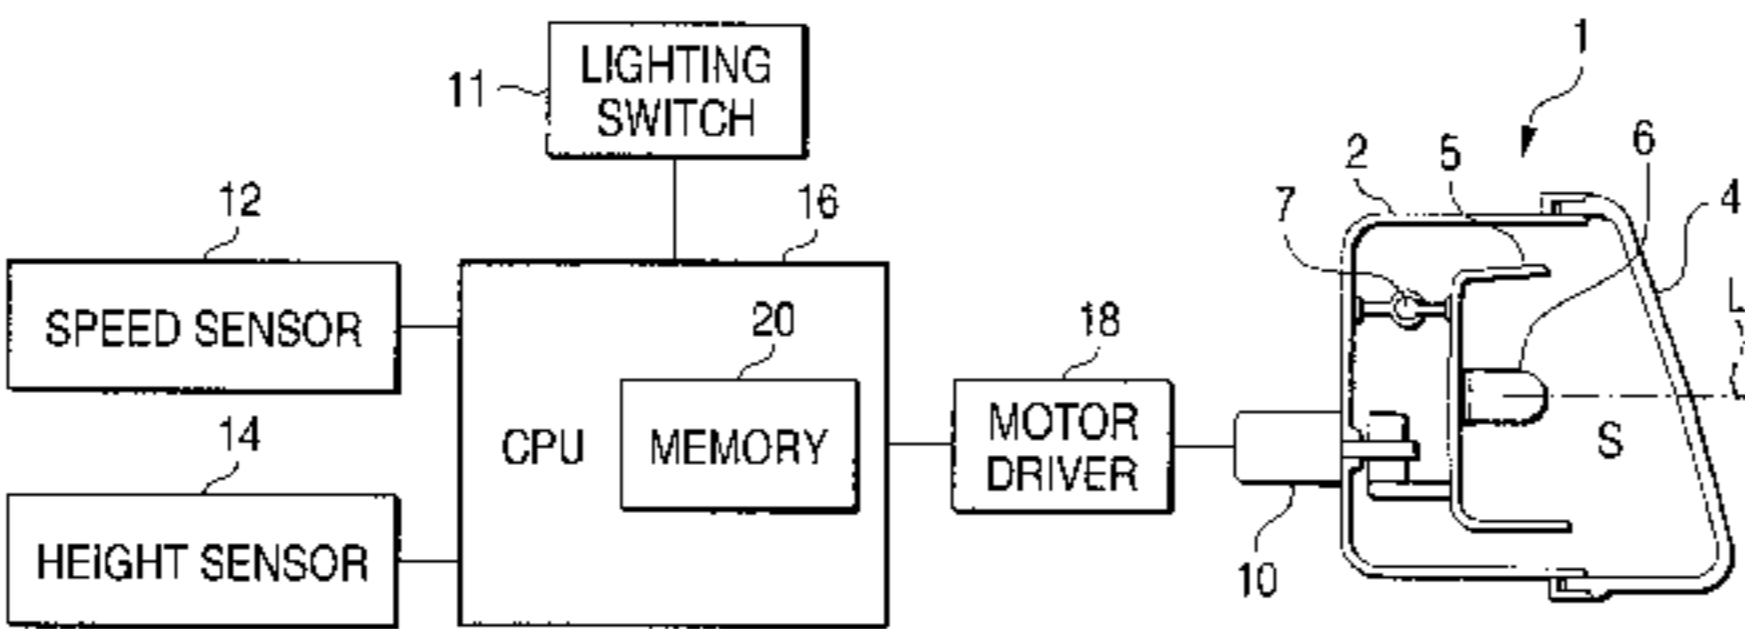 1
LIGHTING
SWITCH
11
2
5
6
4
7
12
16
SPEED SENSOR
20
18
L
CPU
MEMORY
MOTOR
DRIVER
S
14
10
HEIGHT SENSOR